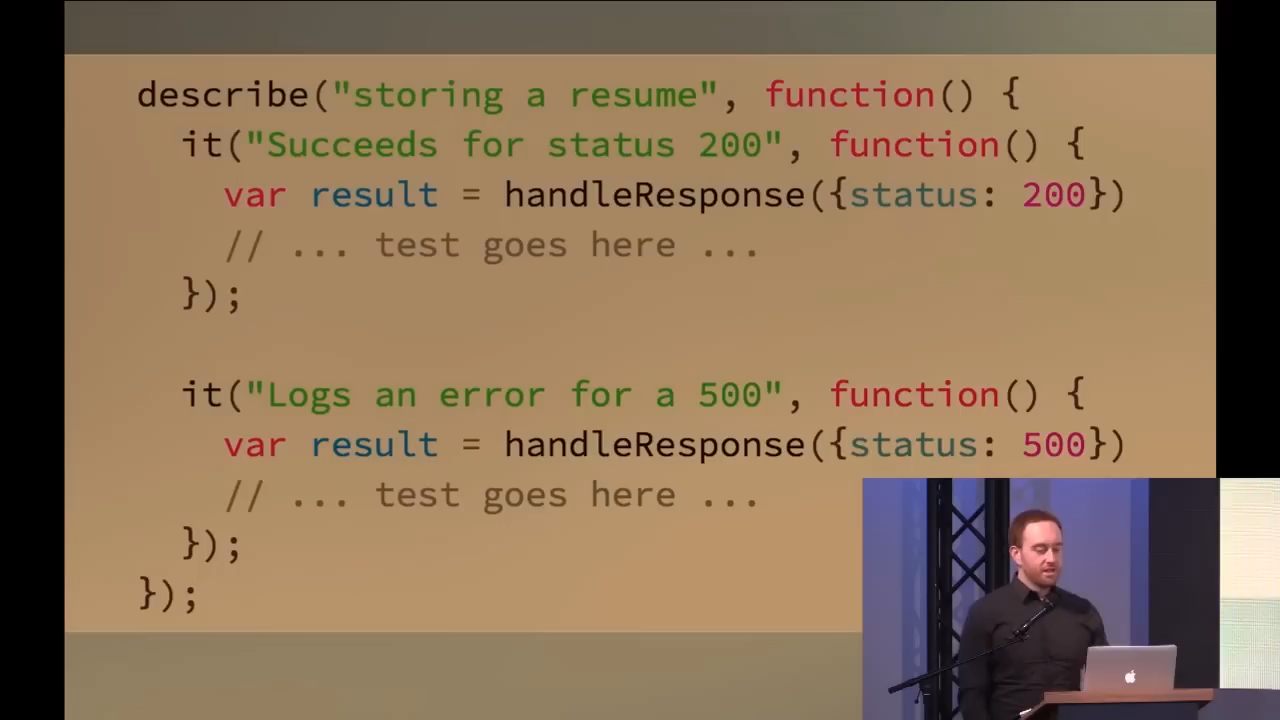 describe("storing a resume", function() {
it("Succeeds for status 200", function() {
var result = handleResponse({status: 200})
// ... test goes here ...
});
it("Logs an error for a 500", function() {
var result = handleResponse({status: 500})
// ... test goes here ...
});
});